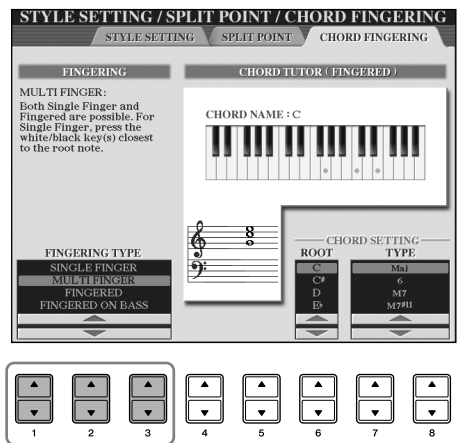 STYLE SETTING / SPLIT POINT / CHORD FINGERING
STYLE SETTING SPLIT POINT CHORD FINGERING
FINGERING
MULTI FINGER:
Both Single Finger and
Fingered are possible. For
Single Finger, press the
white/black key(s) closest
to the root note.
FINGERING TYPE
SINGLE FINGER
MULTI FINGER
FINGERED
FINGERED ON BASS
CHORD TUTOR ( FINGERED )
CHORD NAME : C
CHORD SETTING
ROOT TYPE
C Maj
C# 6
D M7
E♭ M7#11
1 2 3 4 5 6 7 8